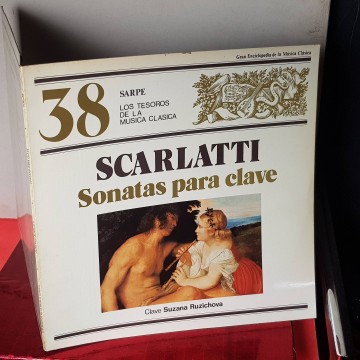 Gran Enciclopedia de la Música Clásica
38
SARPE
LOS TESOROS
DE LA
MUSICA CLASICA
SCARLATTI
Sonatas para clave
Clave Suzana Ruzichova